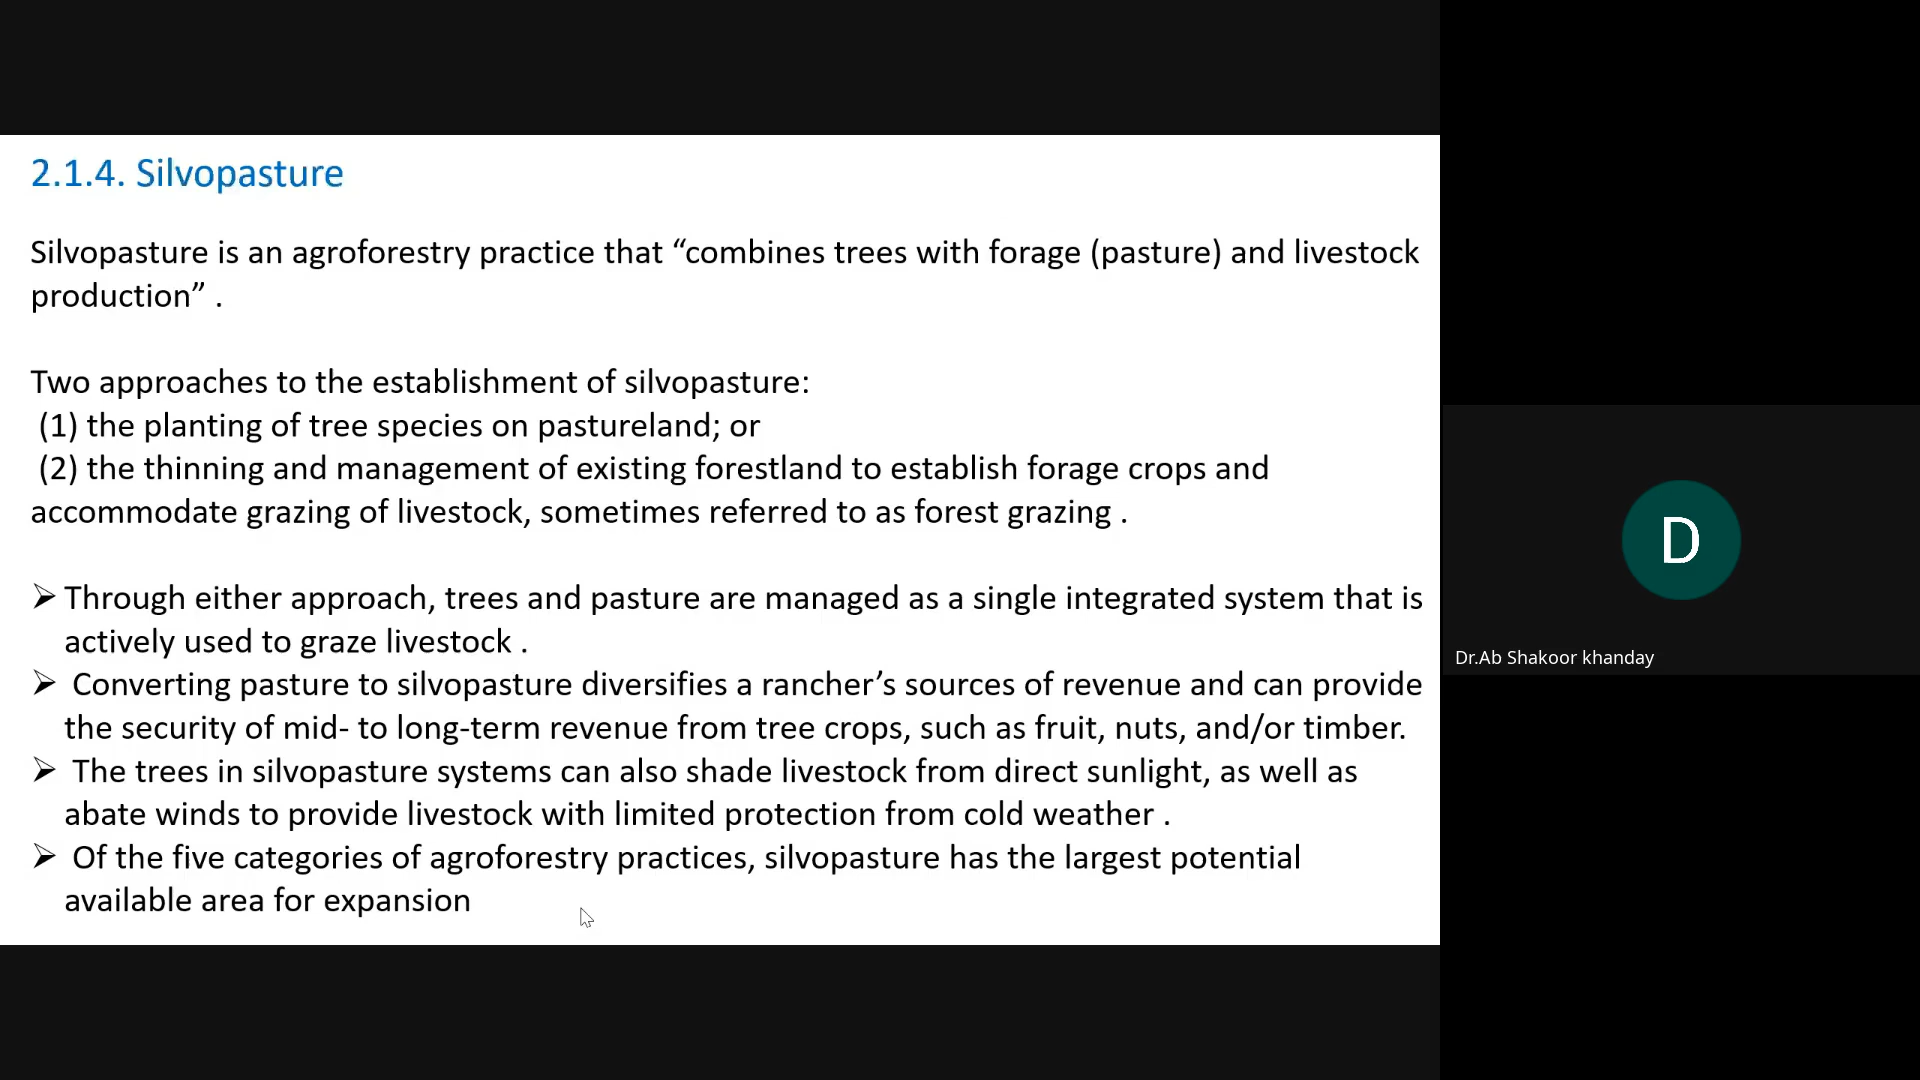 2.1.4. Silvopasture
Silvopasture is an agroforestry practice that “combines trees with forage (pasture) and livestock
production” .
Two approaches to the establishment of silvopasture:
(1) the planting of tree species on pastureland; or
(2) the thinning and management of existing forestland to establish forage crops and
accommodate grazing of livestock, sometimes referred to as forest grazing .
➢ Through either approach, trees and pasture are managed as a single integrated system that is
actively used to graze livestock .
➢ Converting pasture to silvopasture diversifies a rancher’s sources of revenue and can provide
the security of mid- to long-term revenue from tree crops, such as fruit, nuts, and/or timber.
➢ The trees in silvopasture systems can also shade livestock from direct sunlight, as well as
abate winds to provide livestock with limited protection from cold weather .
➢ Of the five categories of agroforestry practices, silvopasture has the largest potential
available area for expansion
D
Dr.Ab Shakoor khanday